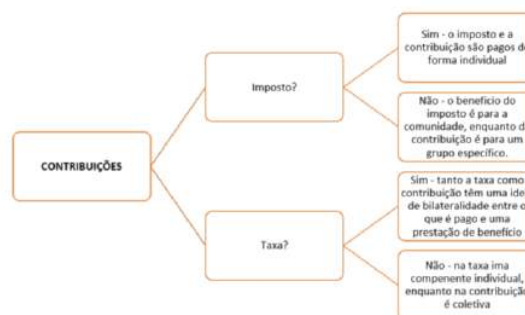 Sim - o imposto e a
contribuição são pagos d
forma individual
Imposto?
Não - o benefício do
imposto é para a
comunidade, enquanto d
contribuição é para um
grupo específico.
CONTRIBUIÇÕES
Sim - tanto a taxa como
contribuição têm uma ide
de bilateralidade entre o
que é pago e uma
prestação de benefício
Taxa?
Não - na taxa ima
compenente individual,
enquanto na contribuição
é coletiva